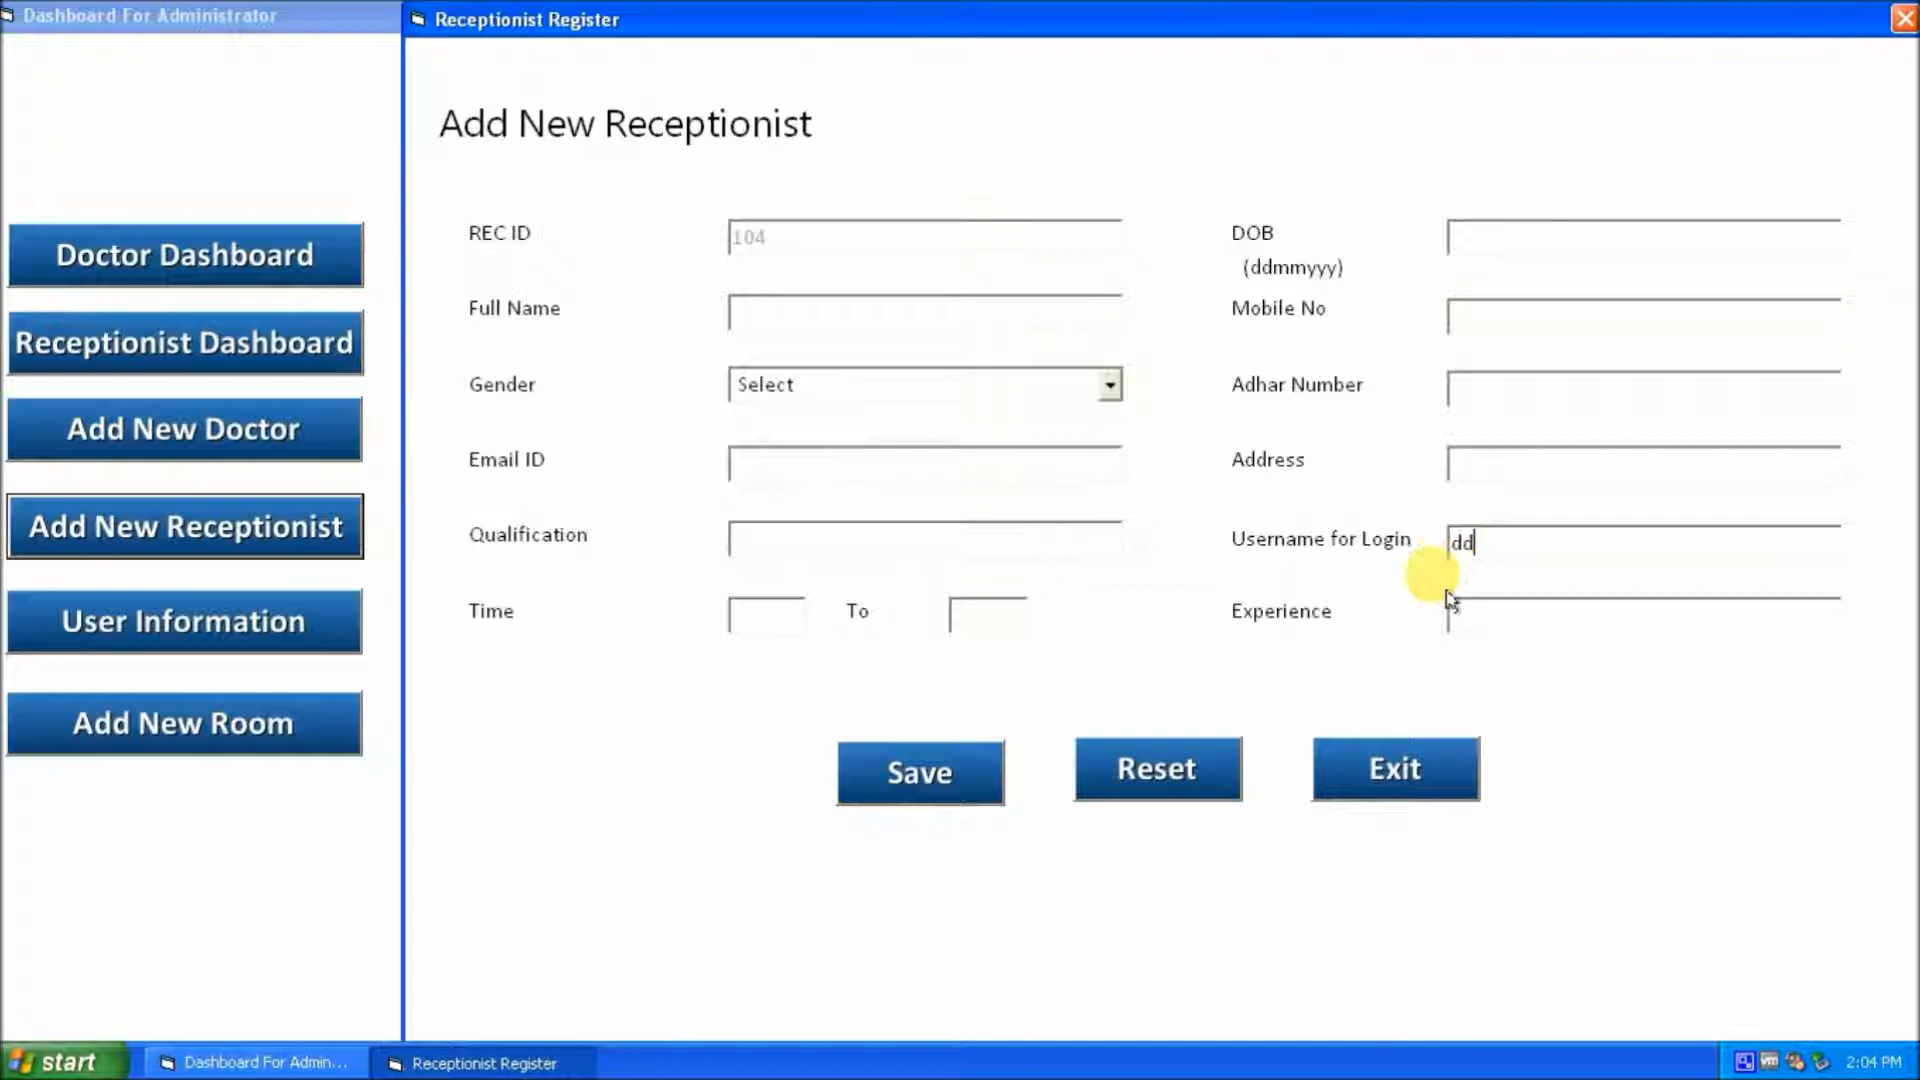 Dashboard For Administrator
Receptionist Register
Add New Receptionist
REC ID
104
DOB
(ddmmyyy)
Full Name
Mobile No
Gender
Select
Adhar Number
Email ID
Address
Qualification
Username for Login
dd
Time
To
Experience
Save
Reset
Exit
Doctor Dashboard
Receptionist Dashboard
Add New Doctor
Add New Receptionist
User Information
Add New Room
start
Dashboard For Admin...
Receptionist Register
2:04 PM